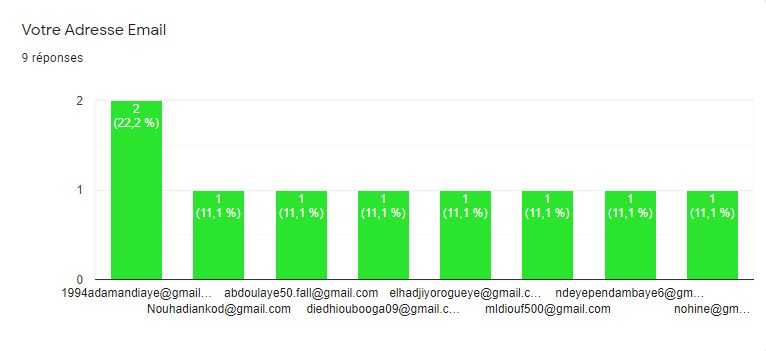 Votre Adresse Email
9 réponses
2
2
(22,2 %)
1
1
(11,1 %)
1
(11,1 %)
1
(11,1 %)
1
(11,1 %)
1
(11,1 %)
1
(11,1 %)
1
(11,1 %)
0
1994adamandiaye@gmail…
abdoulaye50.fall@gmail.com
elhadjiyorogueye@gmail.c…
ndeyependambaye6@gm…
Nouhadiankod@gmail.com
diedhioubooga09@gmail.c…
mldiouf500@gmail.com
nohine@gm…